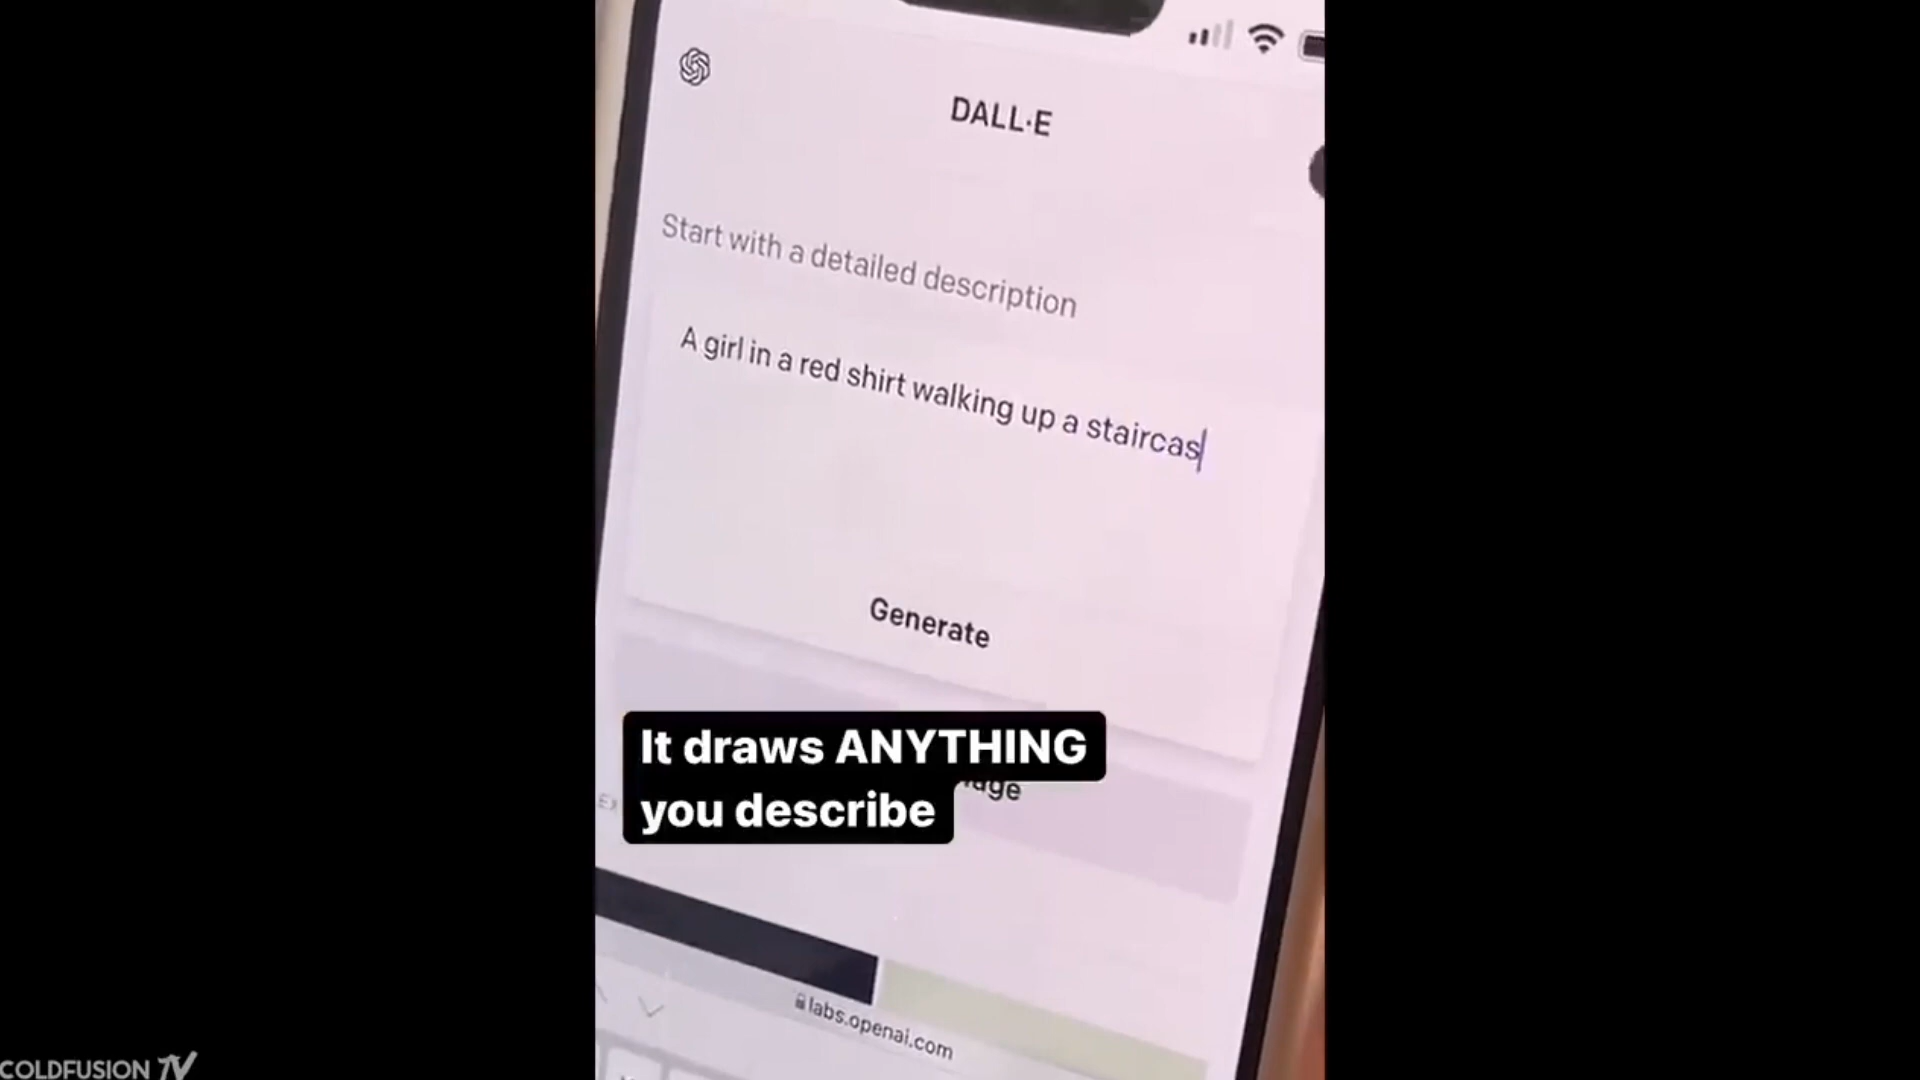 DALL·E
Start with a detailed description
A girl in a red shirt walking up a staircas
Generate
It draws ANYTHING
you describe
labs.openai.com
COLDFUSION TV